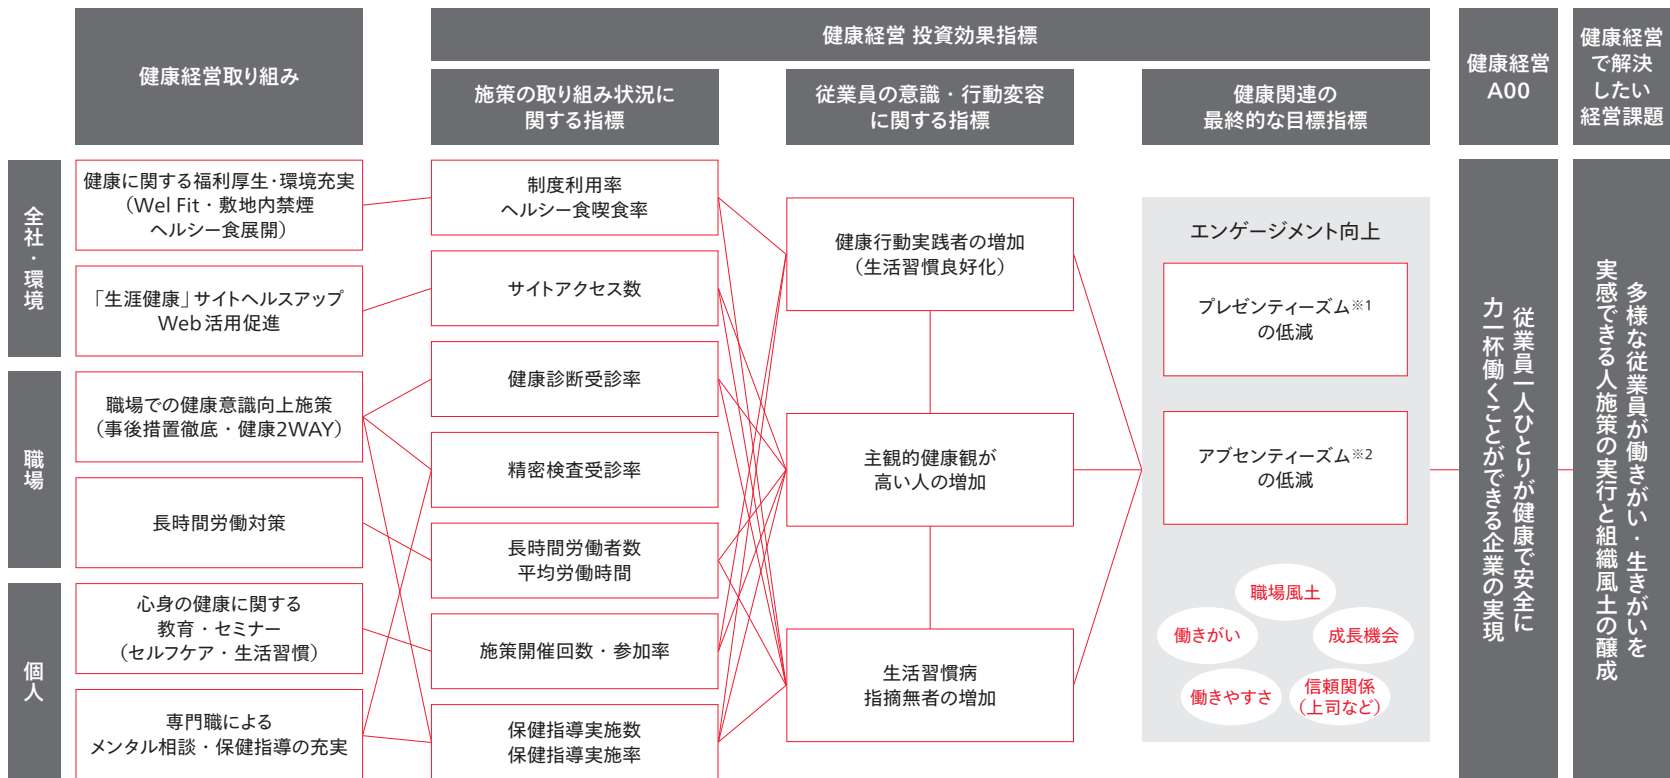 健康経営取り組み
健康経営 投資効果指標
施策の取り組み状況に
関する指標
従業員の意識・行動変容
に関する指標
健康関連の
最終的な目標指標
健康経営
A00
健康経営
で解決
したい
経営課題
全社・環境
健康に関する福利厚生・環境充実
（Wel Fit・敷地内禁煙
ヘルシー食展開）
「生涯健康」サイトヘルスアップ
Web活用促進
職場
職場での健康意識向上施策
（事後措置徹底・健康2WAY）
長時間労働対策
個人
心身の健康に関する
教育・セミナー
（セルフケア・生活習慣）
専門職による
メンタル相談・保健指導の充実
制度利用率
ヘルシー食喫食率
サイトアクセス数
健康診断受診率
精密検査受診率
長時間労働者数
平均労働時間
施策開催回数・参加率
保健指導実施数
保健指導実施率
健康行動実践者の増加
（生活習慣良好化）
主観的健康観が
高い人の増加
生活習慣病
指摘無者の増加
エンゲージメント向上
プレゼンティーズム※1
の低減
アブセンティーズム※2
の低減
職場風土
働きがい
成長機会
働きやすさ
信頼関係
（上司など）
従業員一人ひとりが健康で安全に
力一杯働くことができる企業の実現
多様な従業員が働きがい・生きがいを
実感できる人施策の実行と組織風土の醸成